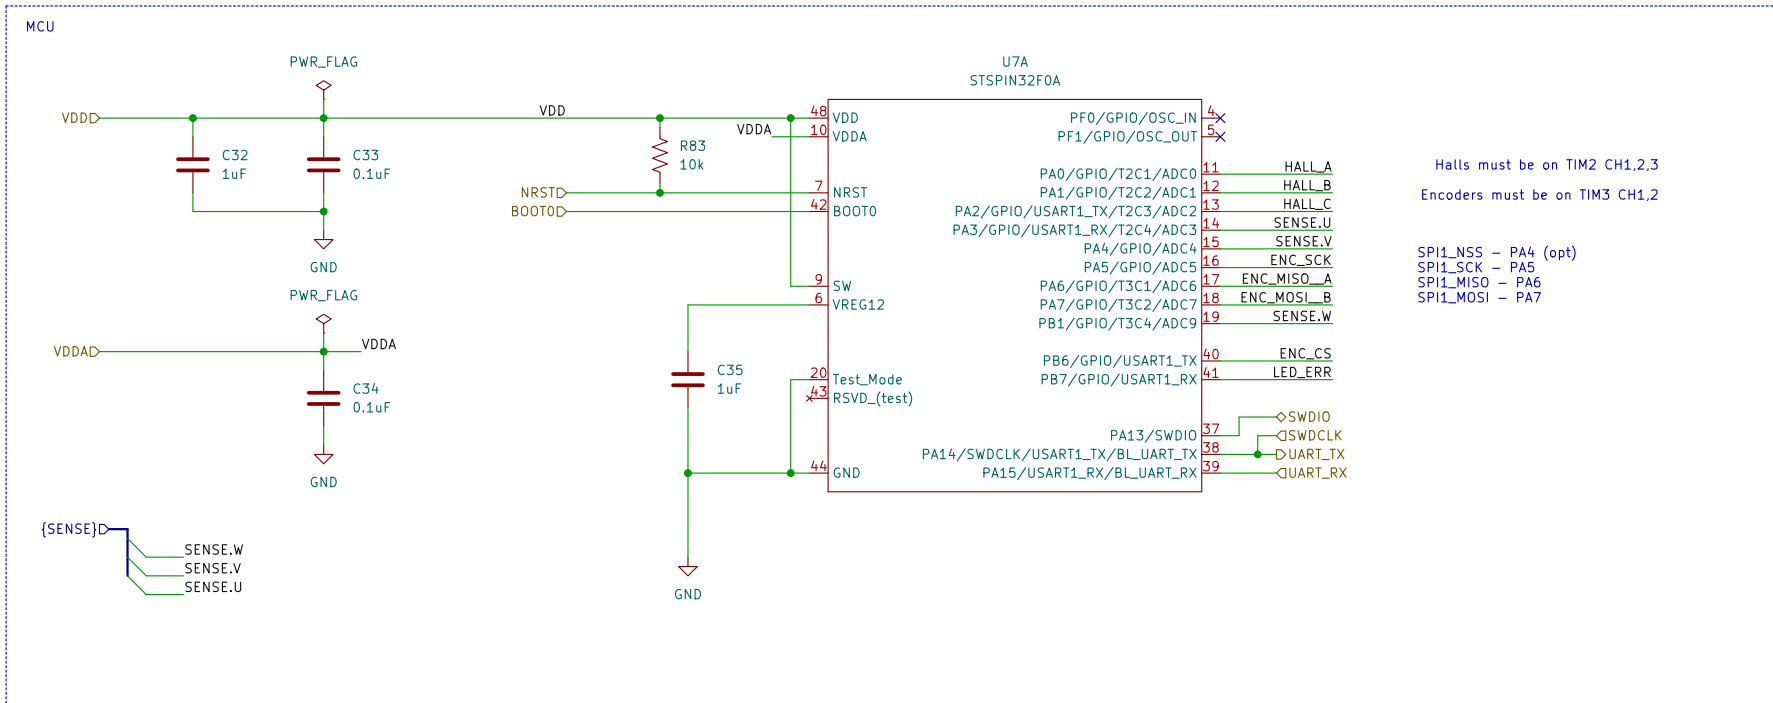 MCU
PWR_FLAG
VDD
C32
1uF
C33
0.1uF
GND
PWR_FLAG
VDDA
VDDA
C34
0.1uF
GND
{SENSE}
SENSE.W
SENSE.V
SENSE.U
VDD
VDDA
R83
10k
NRST
BOOT0
C35
1uF
GND
U7A
STSPIN32F0A
48 VDD
10 VDDA
7 NRST
42 BOOT0
9 SW
6 VREG12
20 Test_Mode
43 RSVD_(test)
44 GND
PF0/GPIO/OSC_IN 4
PF1/GPIO/OSC_OUT 5
PA0/GPIO/T2C1/ADC0 11 HALL_A
PA1/GPIO/T2C2/ADC1 12 HALL_B
PA2/GPIO/USART1_TX/T2C3/ADC2 13 HALL_C
PA3/GPIO/USART1_RX/T2C4/ADC3 14 SENSE.U
PA4/GPIO/ADC4 15 SENSE.V
PA5/GPIO/ADC5 16 ENC_SCK
PA6/GPIO/T3C1/ADC6 17 ENC_MISO__A
PA7/GPIO/T3C2/ADC7 18 ENC_MOSI__B
PB1/GPIO/T3C4/ADC9 19 SENSE.W
PB6/GPIO/USART1_TX 40 ENC_CS
PB7/GPIO/USART1_RX 41 LED_ERR
PA13/SWDIO 37 SWDIO
SWDCLK
PA14/SWDCLK/USART1_TX/BL_UART_TX 38 UART_TX
PA15/USART1_RX/BL_UART_RX 39 UART_RX
Halls must be on TIM2 CH1,2,3
Encoders must be on TIM3 CH1,2
SPI1_NSS - PA4 (opt)
SPI1_SCK - PA5
SPI1_MISO - PA6
SPI1_MOSI - PA7